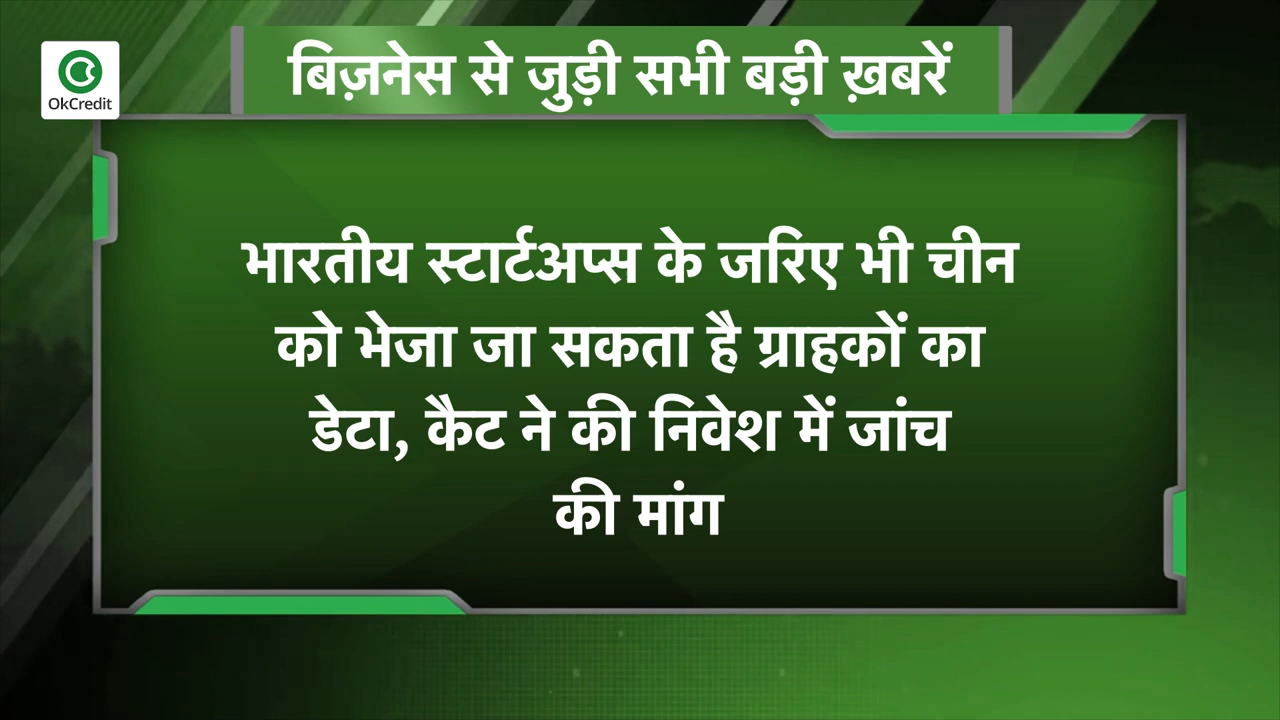 OkCredit
बिज़नेस से जुड़ी सभी बड़ी ख़बरें
भारतीय स्टार्टअप्स के जरिए भी चीन
को भेजा जा सकता है ग्राहकों का
डेटा, कैट ने की निवेश में जांच
की मांग